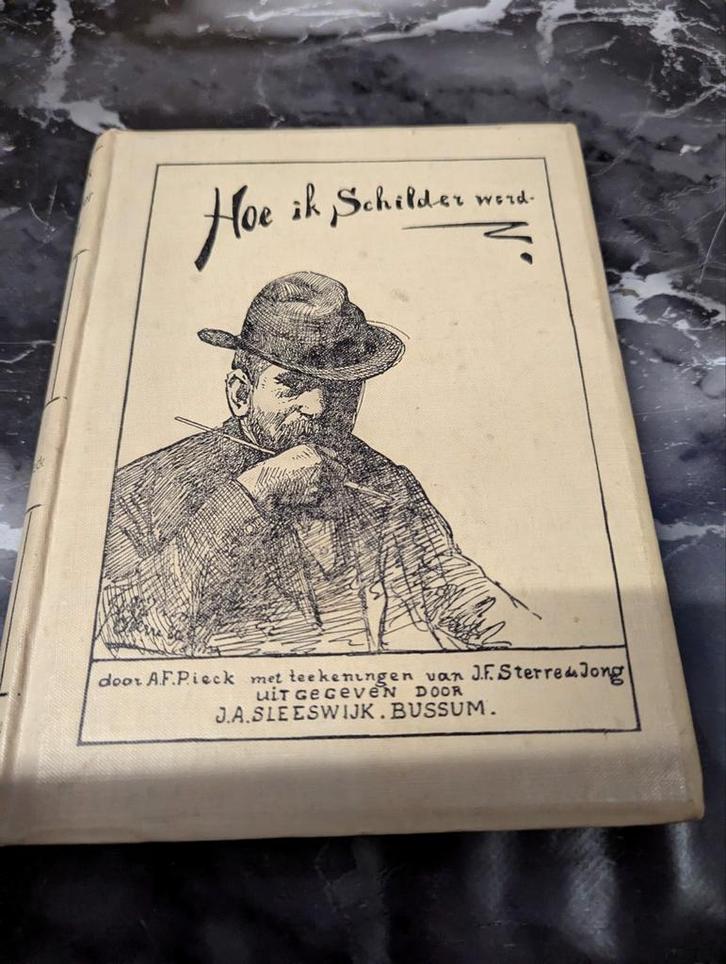 Hoe ik Schilder werd.
door A.F. Pieck met teekeningen van J.F. Sterre de Jong
UITGEGEVEN DOOR
J.A. SLEESWIJK. BUSSUM.